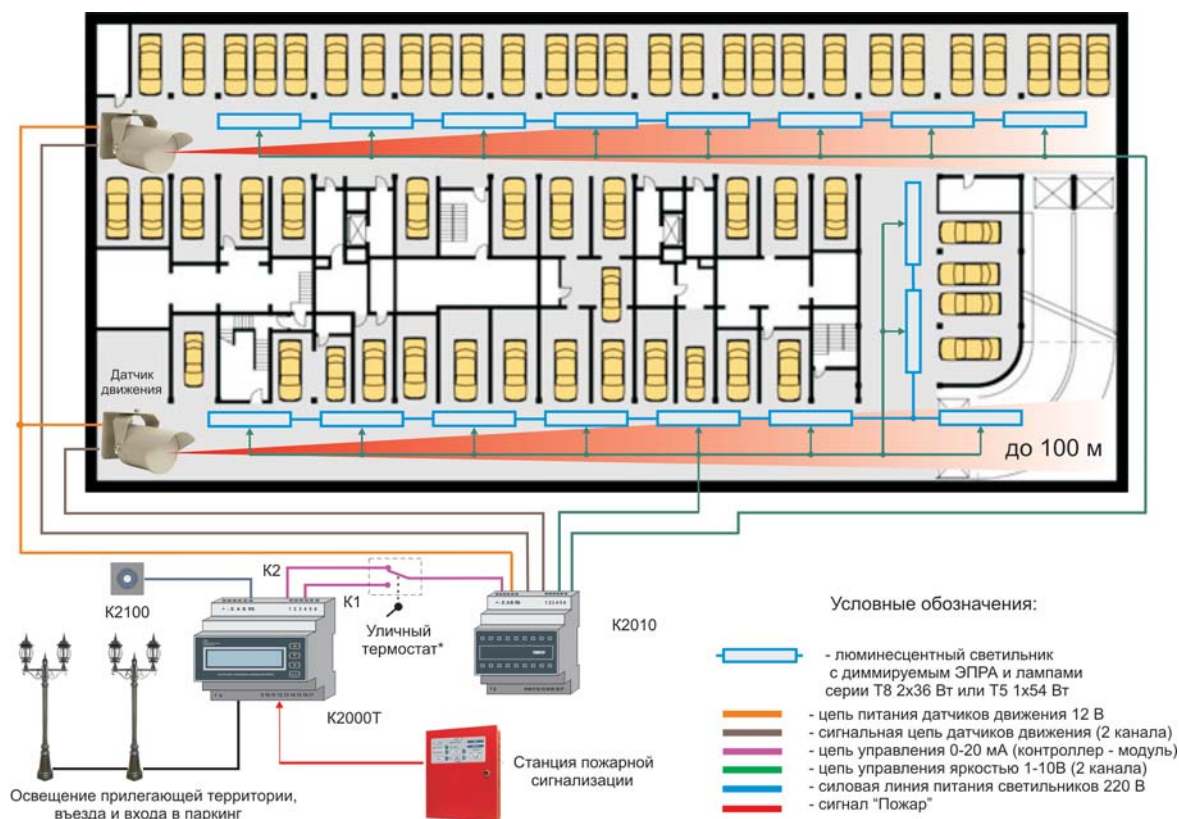 Датчик
движения
до 100 м
К2100
К2
К1
Уличный
термостат*
К2010
К2000Т
Станция пожарной
сигнализации
Освещение прилегающей территории,
въезда и входа в паркинг
Условные обозначения:
- люминесцентный светильник
с диммируемым ЭПРА и лампами
серии Т8 2х36 Вт или Т5 1х54 Вт
- цепь питания датчиков движения 12 В
- сигнальная цепь датчиков движения (2 канала)
- цепь управления 0-20 мА (контроллер - модуль)
- цепь управления яркостью 1-10В (2 канала)
- силовая линия питания светильников 220 В
- сигнал “Пожар”